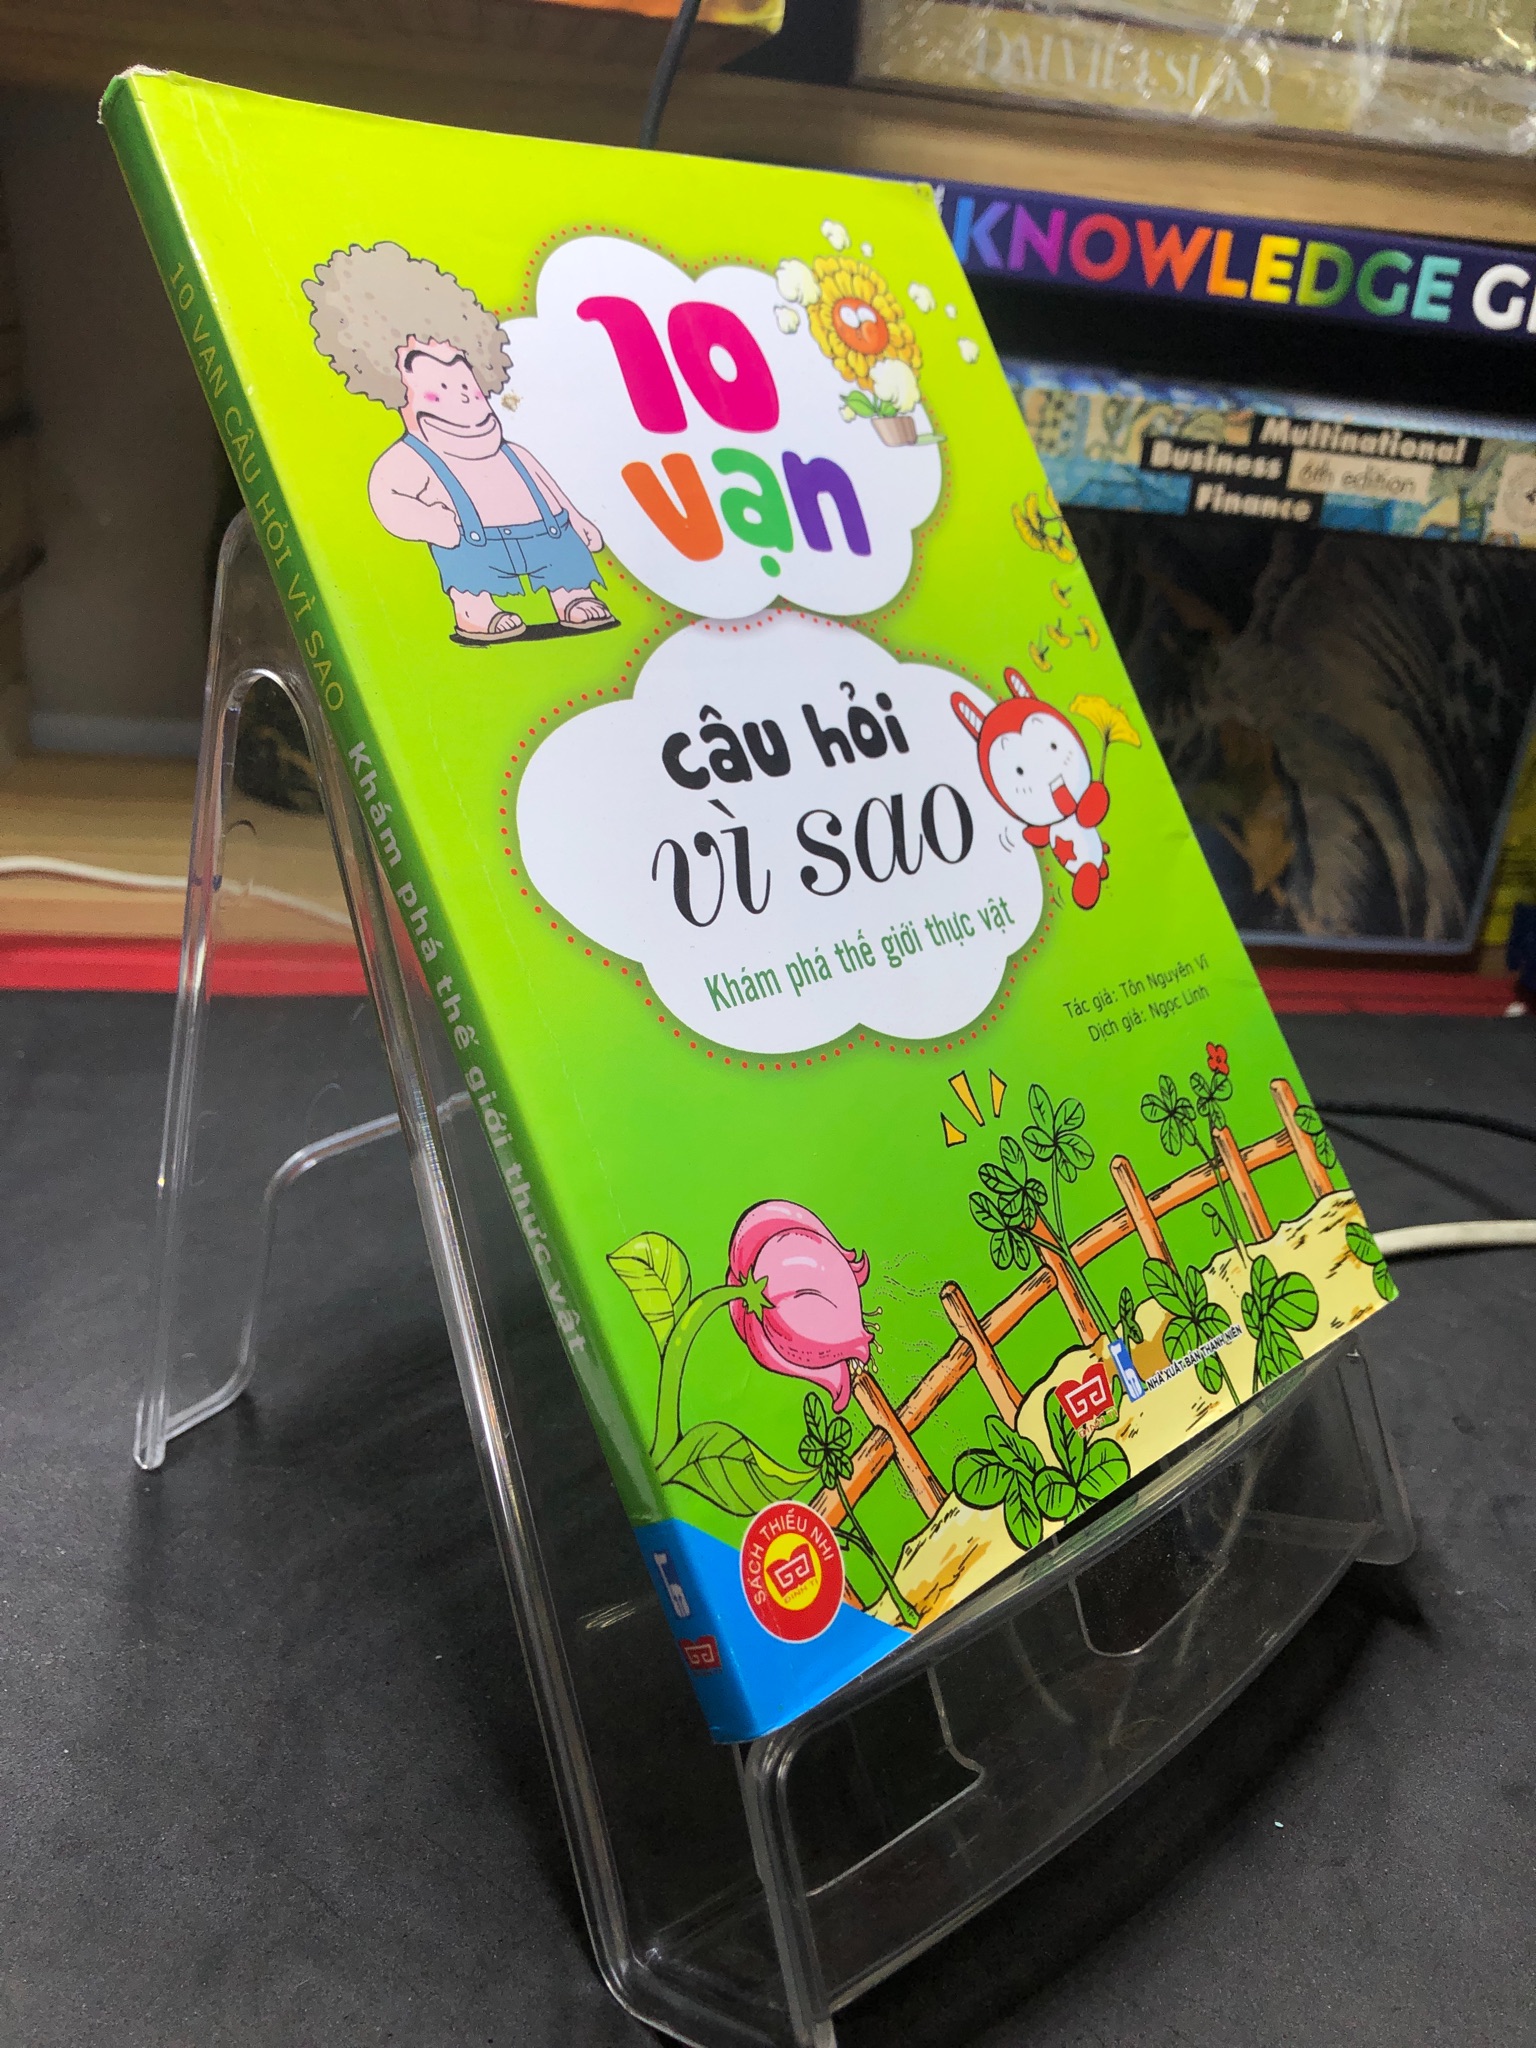 10
vạn
câu hỏi
vì sao
Khám phá thế giới thực vật
Tác giả: Tôn Nguyên Vĩ
Dịch giả: Ngọc Linh
NHÀ XUẤT BẢN THANH NIÊN
SÁCH THIẾU NHI
ĐINH TỊ
10 VẠN CÂU HỎI VÌ SAO Khám phá thế giới thực vật
KNOWLEDGE
Multinational
Business 6th edition
Finance